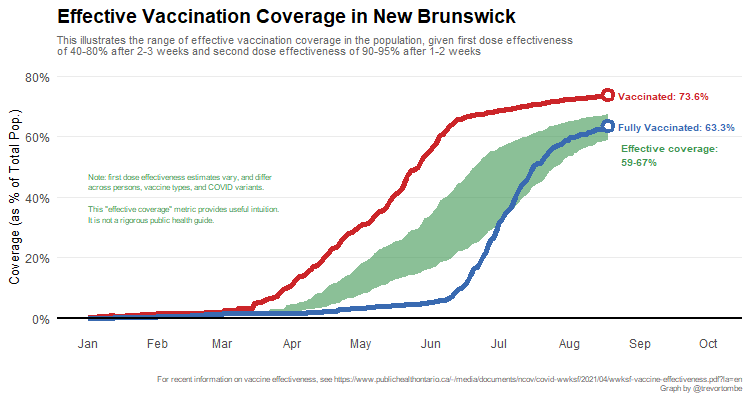 Effective Vaccination Coverage in New Brunswick
This illustrates the range of effective vaccination coverage in the population, given first dose effectiveness
of 40-80% after 2-3 weeks and second dose effectiveness of 90-95% after 1-2 weeks
Coverage (as % of Total Pop.)
80%
60%
40%
20%
0%
Vaccinated: 73.6%
Fully Vaccinated: 63.3%
Effective coverage:
59-67%
Note: first dose effectiveness estimates vary, and differ
across persons, vaccine types, and COVID variants.
This "effective coverage" metric provides useful intuition.
It is not a rigorous public health guide.
Jan Feb Mar Apr May Jun Jul Aug Sep Oct
For recent information on vaccine effectiveness, see https://www.publichealthontario.ca/-/media/documents/ncov/covid-wwksf/2021/04/wwksf-vaccine-effectiveness.pdf?la=en
Graph by @trevortombe